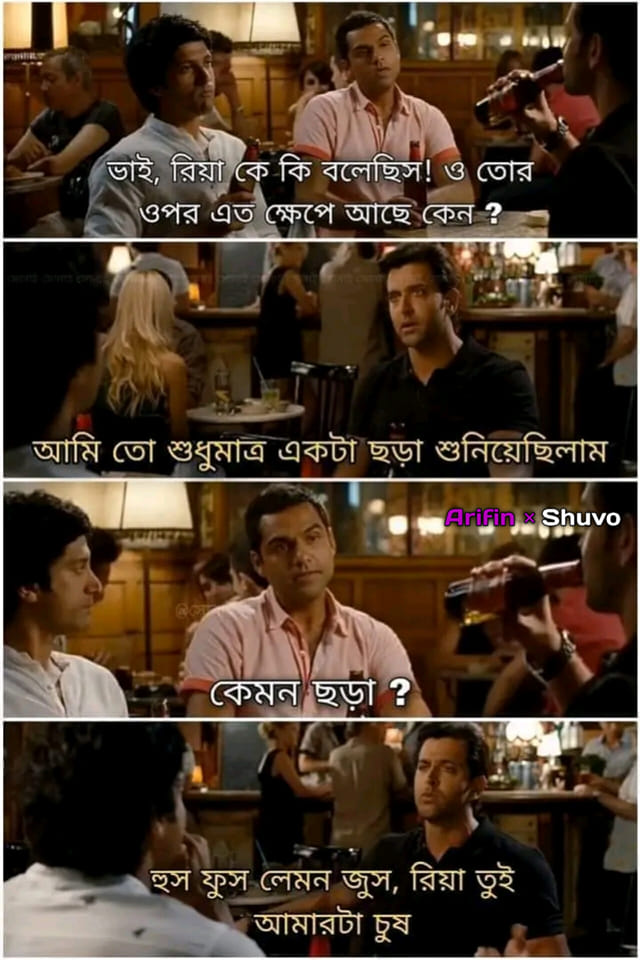 ভাই, রিয়া কে কি বলেছিস! ও তোর
ওপর এত ক্ষেপে আছে কেন ?
আমি তো শুধুমাত্র একটা ছড়া শুনিয়েছিলাম
Arifin × Shuvo
কেমন ছড়া ?
হুস ফুস লেমন জুস, রিয়া তুই
আমারটা চুষ